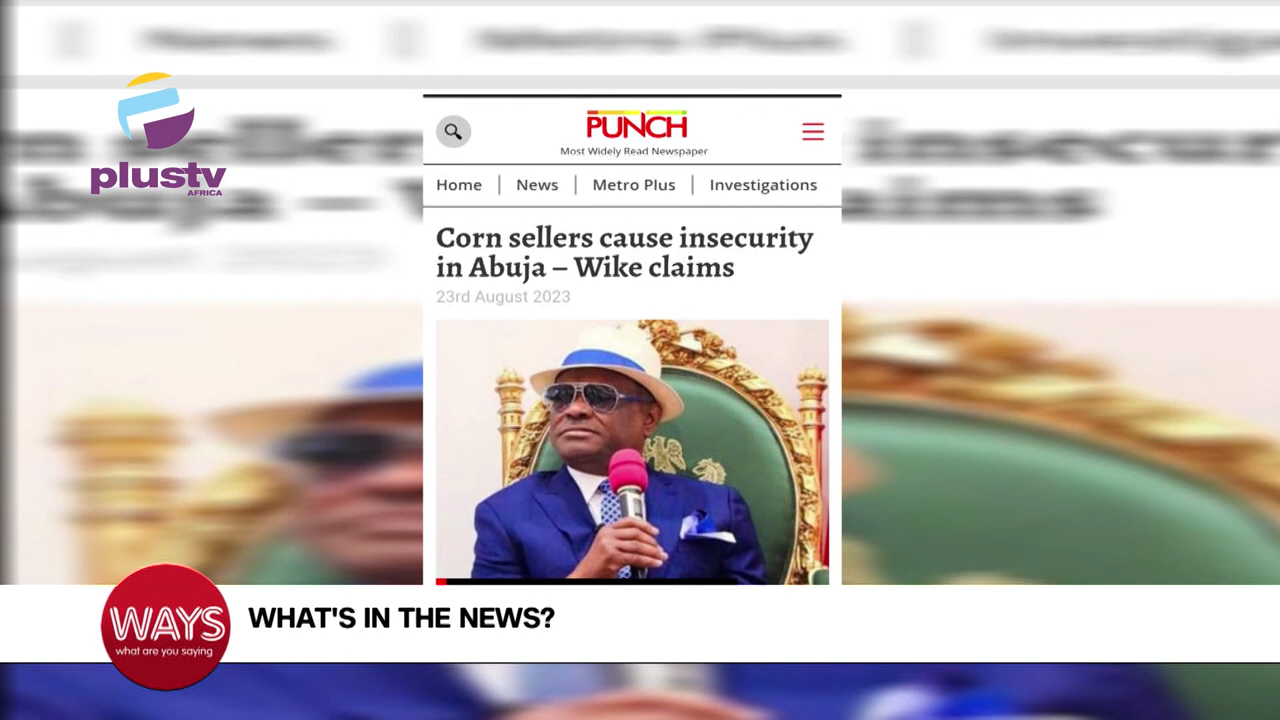 plustv
AFRICA
PUNCH
Most Widely Read Newspaper
Home | News | Metro Plus | Investigations
Corn sellers cause insecurity
in Abuja – Wike claims
23rd August 2023
WAYS
what are you saying
WHAT'S IN THE NEWS?